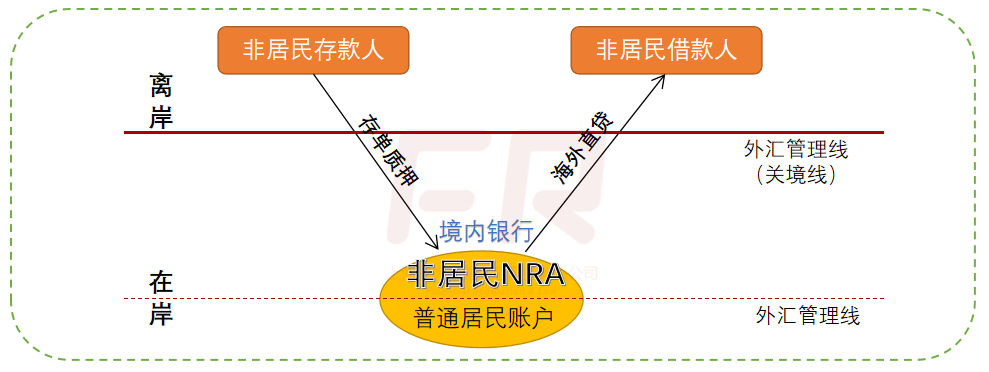 非居民存款人
非居民借款人
离岸
存单质押
海外直贷
外汇管理线
（关境线）
境内银行
非居民NRA
公司
在岸
普通居民账户
外汇管理线